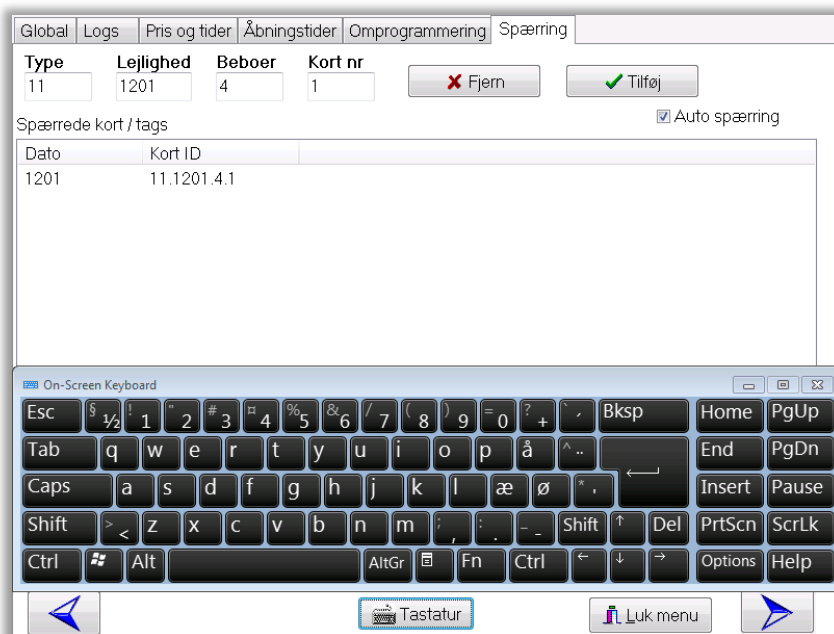 Global Logs Pris og tider Åbningstider Omprogrammering Spærring
Type Lejlighed Beboer Kort nr
11 1201 4 1 Fjern Tilføj
Auto spærring
Spærrede kort / tags
Dato Kort ID
1201 11.1201.4.1
On-Screen Keyboard
Esc § ½ ! 1 " 2 # 3 ¤ 4 % 5 & 6 / 7 ( 8 ) 9 = 0 ? + ` ´ Bksp Home PgUp
Tab q w e r t y u i o p å ^ ¨ End PgDn
Caps a s d f g h j k l æ ø * ' Insert Pause
Shift > < z x c v b n m ; , : . _ - Shift ↑ Del PrtScn ScrLk
Ctrl Alt AltGr Fn Ctrl ← ↓ → Options Help
Tastatur Luk menu